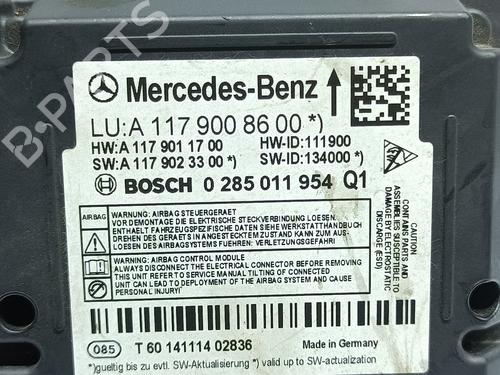 B-PARTS
Mercedes-Benz
LU:A 117 900 86 00 *)
HW:A 117 901 17 00 HW-ID:111900
SW:A 117 902 33 00 *) SW-ID:134000 *)
BOSCH 0 285 011 954 Q1
AIRBAG
WARNUNG: AIRBAG STEUERGERAET
VOR DEMONTAGE DIE ELEKTRISCHE STECKVERBINDUNG LOESEN.
ENTHAELT FAHRZEUGSPEZIFISCHE DATEN SIEHE WERKSTATTHANDBUCH
DREHEN DES GERAETS IN ANGESTECKTEM ZUSTAND KANN ZUM AUS-
LOESEN DES AIRBAGSYSTEMS FUEHREN: VERLETZUNGSGEFAHR!
WARNING: AIRBAG CONTROL MODULE
ALWAYS DISCONNECT THE ELECTRICAL CONNECTOR BEFORE REMOVING
THIS UNIT REFER TO SERVICE MANUAL TILTING OF CONNECTED
UNIT CAN LEAD TO DEPLOYMENT OF THE AIRBAG SYSTEM AND CAUSE
PERSONAL INJURY!
CONTAINS PARTS AND
ASSEMBLIES SUSCEPTIBLE TO
DAMAGE BY ELECTROSTATIC
DISCHARGE (ESD)
CAUTION
085 T 60 141114 02836 Made in Germany
*)gueltig bis zu evtl. SW-Aktualisierung *) valid up to SW-actualization